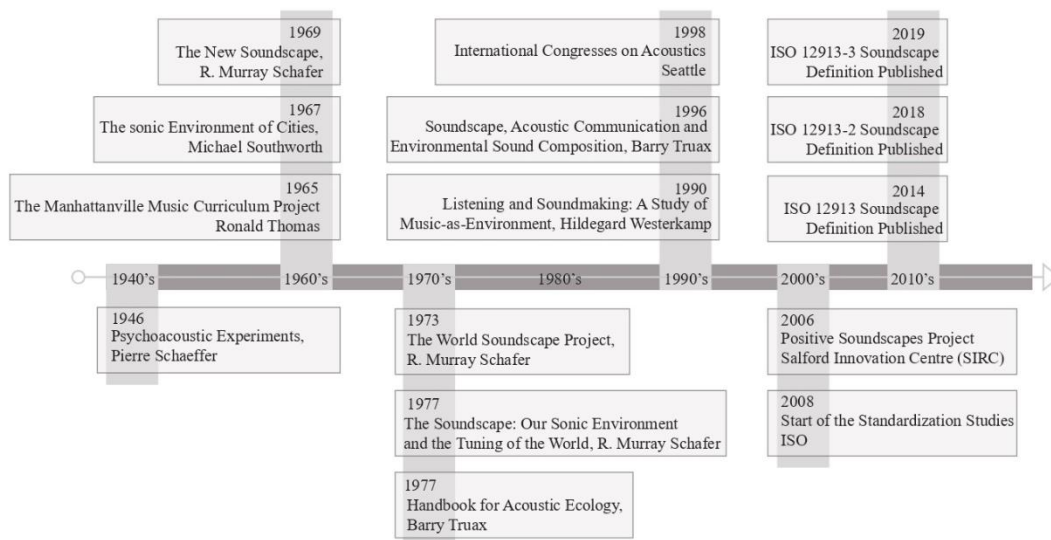 1969
The New Soundscape,
R. Murray Schafer
1967
The sonic Environment of Cities,
Michael Southworth
1965
The Manhattanville Music Curriculum Project
Ronald Thomas
1998
International Congresses on Acoustics
Seattle
1996
Soundscape, Acoustic Communication and
Environmental Sound Composition, Barry Truax
1990
Listening and Soundmaking: A Study of
Music-as-Environment, Hildegard Westerkamp
2019
ISO 12913-3 Soundscape
Definition Published
2018
ISO 12913-2 Soundscape
Definition Published
2014
ISO 12913 Soundscape
Definition Published
1940's
1960's
1970's
1980's
1990's
2000's
2010's
1946
Psychoacoustic Experiments,
Pierre Schaeffer
1973
The World Soundscape Project,
R. Murray Schafer
1977
The Soundscape: Our Sonic Environment
and the Tuning of the World, R. Murray Schafer
1977
Handbook for Acoustic Ecology,
Barry Truax
2006
Positive Soundscapes Project
Salford Innovation Centre (SIRC)
2008
Start of the Standardization Studies
ISO